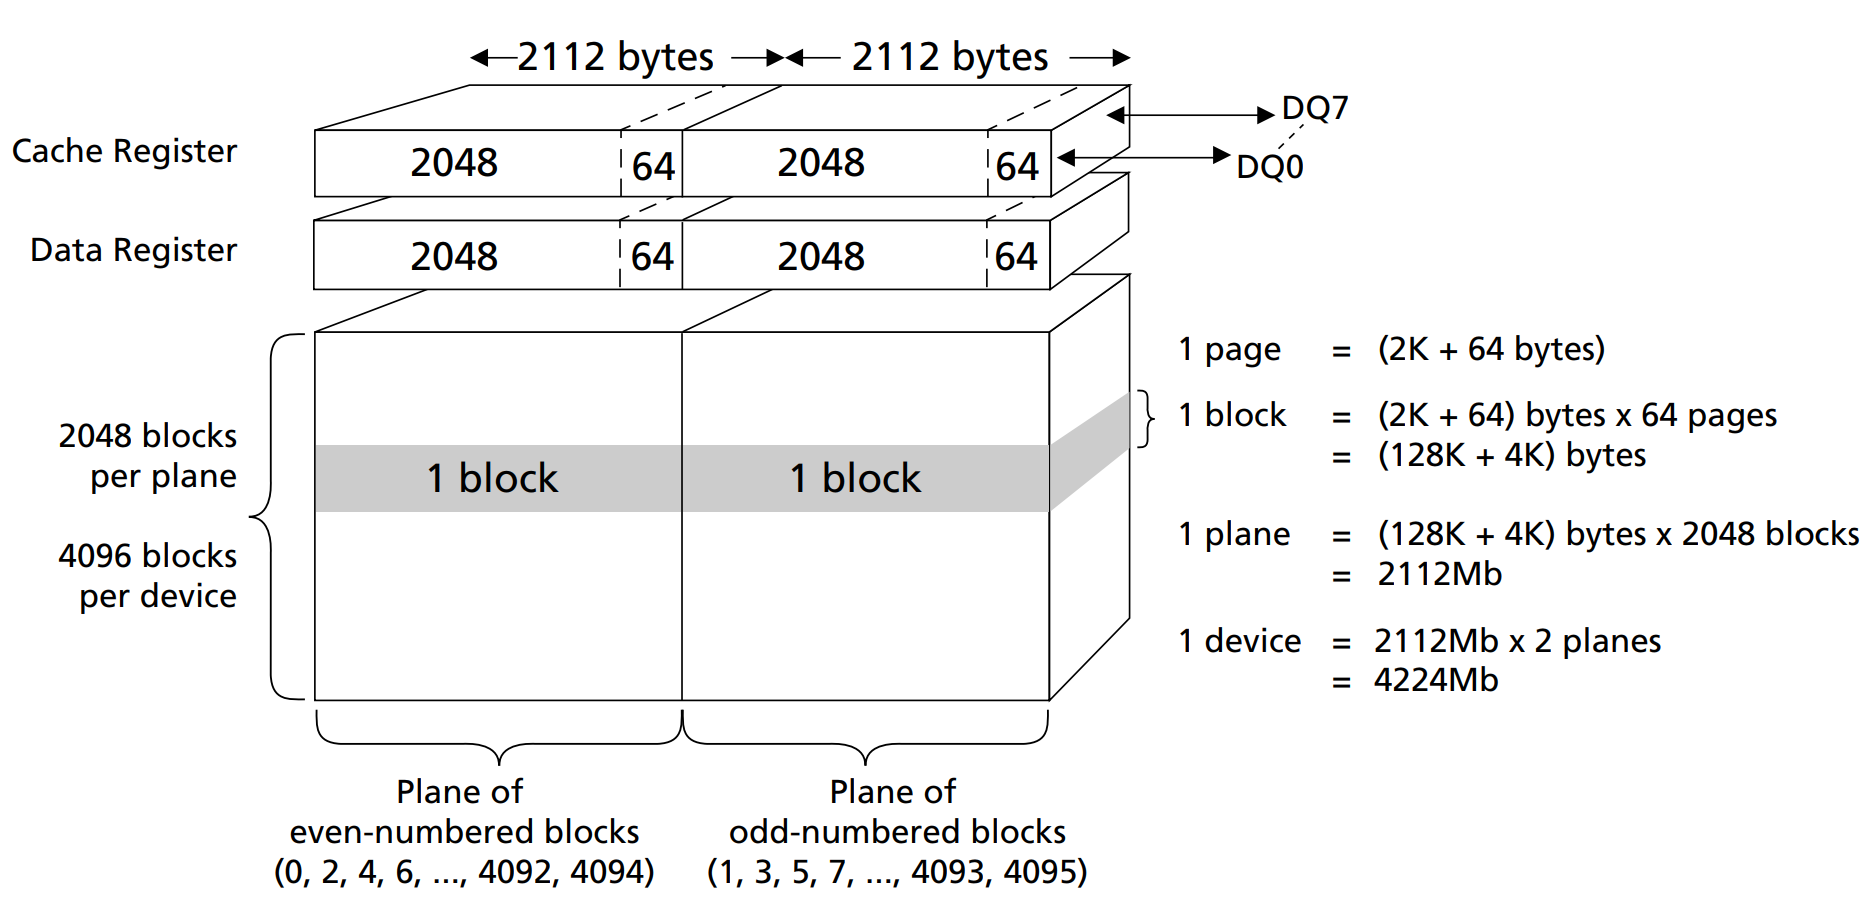 2112 bytes 2112 bytes
DQ7
Cache Register 2048 64 2048 64
DQ0
Data Register 2048 64 2048 64
1 page = (2K + 64 bytes)
1 block = (2K + 64) bytes x 64 pages
= (128K + 4K) bytes
2048 blocks
per plane
1 block 1 block
1 plane = (128K + 4K) bytes x 2048 blocks
= 2112Mb
4096 blocks
per device
1 device = 2112Mb x 2 planes
= 4224Mb
Plane of
even-numbered blocks
(0, 2, 4, 6, ..., 4092, 4094)
Plane of
odd-numbered blocks
(1, 3, 5, 7, ..., 4093, 4095)